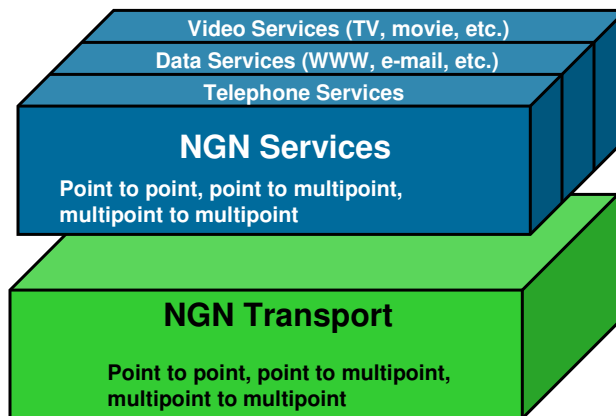 Video Services (TV, movie, etc.)
Data Services (WWW, e-mail, etc.)
Telephone Services
NGN Services
Point to point, point to multipoint,
multipoint to multipoint
NGN Transport
Point to point, point to multipoint,
multipoint to multipoint